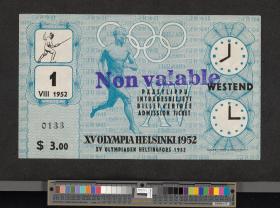 1
VIII 1952
0133
$ 3.00
Non valable
PÄÄSYLIPPU
INTRÄDESBILJETT
BILLET D'ENTRÉE
ADMISSION TICKET
WESTEND
XV OLYMPIA HELSINKI 1952
XV OLYMPIADEN HELSINGFORS 1952